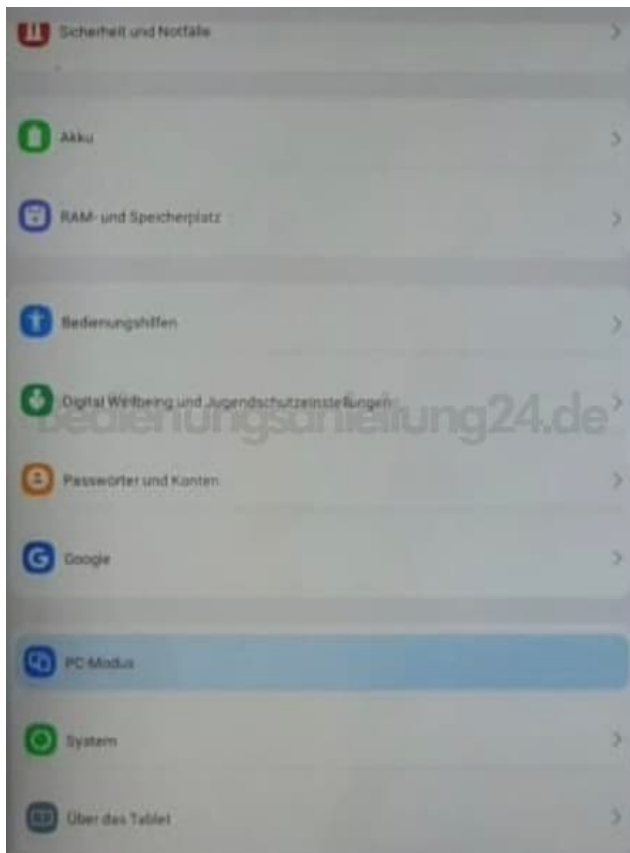 Sicherheit und Notfälle
Akku
RAM- und Speicherplatz
Bedienungshilfen
Digital Wellbeing und Jugendschutzeinstellungen
Bedienungsanleitung24.de
Passwörter und Konten
Google
PC-Modus
System
Über das Tablet